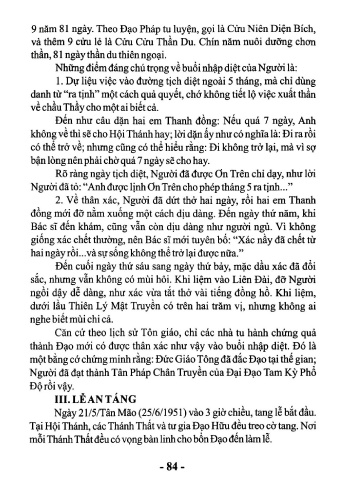 9 năm 81 ngày. Theo Đạo Pháp tu luyện, gọi là Cửu Niên Diện Bích,
và thêm 9 cửu lẻ là Cửu Cửu Thần Du. Chín năm nuôi dưỡng chơn
thần, 81 ngày thần du thiên ngoại.
Những điểm đáng chú trọng về buổi nhập diệt của Người là:
1. Dự liệu việc vào đường tịch diệt ngoài 5 tháng, mà chỉ dùng
danh từ “ra tịnh” một cách quả quyết, chớ không tiết lộ việc xuất thần
về chầu Thầy cho một ai biết cả.
Đến như câu dặn hai em Thanh đồng: Nếu quá 7 ngày, Anh
không về thì sẽ cho Hội Thánh hay; lời dặn ấy như có nghĩa là: Đi ra rồi
có thể trở về; nhưng cũng có thể hiểu rằng: Đi không trở lại, mà vì sợ
bận lòng nên phải chờ quá 7 ngày sẽ cho hay.
Rõ ràng ngày tịch diệt, Người đã được Ơn Trên chỉ dạy, như lời
Người đã tỏ: “Anh được lịnh Ơn Trên cho phép tháng 5 ra tịnh...”
2. Về thân xác, Người đã dứt thở hai ngày, rồi hai em Thanh
đồng mới đỡ nằm xuống một cách dịu dàng. Đến ngày thứ năm, khi
Bác sĩ đến khám, cũng vẫn còn dịu dàng như người ngủ. Vì không
giống xác chết thường, nên Bác sĩ mới tuyên bố: “Xác nầy đã chết từ
hai ngày rồi...và sự sống không thể trở lại được nữa.”
Đến cuối ngày thứ sáu sang ngày thứ bảy, mặc dầu xác đã đổi
sắc, nhưng vẫn không có mùi hôi. Khi liệm vào Liên Đài, đỡ Người
ngồi dậy dễ dàng, như xác vừa tắt thở vài tiếng đồng hồ. Khi liệm,
dưới lầu Thiên Lý Mật Truyền có trên hai trăm vị, nhưng không ai
nghe biết mùi chi cả.
Căn cứ theo lịch sử Tôn giáo, chỉ các nhà tu hành chứng quả
thành Đạo mới có được thân xác như vậy vào buổi nhập diệt. Đó là
một bằng cớ chứng minh rằng: Đức Giáo Tông đã đắc Đạo tại thế gian;
Người đã đạt thành Tân Pháp Chân Truyền của Đại Đạo Tam Kỳ Phổ
Độ rồi vậy.
III. LỄ AN TÁNG
Ngày 21/5/Tân Mão (25/6/1951) vào 3 giờ chiều, tang lễ bắt đầu.
Tại Hội Thánh, các Thánh Thất và tư gia Đạo Hữu đều treo cờ tang. Nơi
mỗi Thánh Thất đều có vọng bàn linh cho bổn Đạo đến làm lễ.
- 84 -